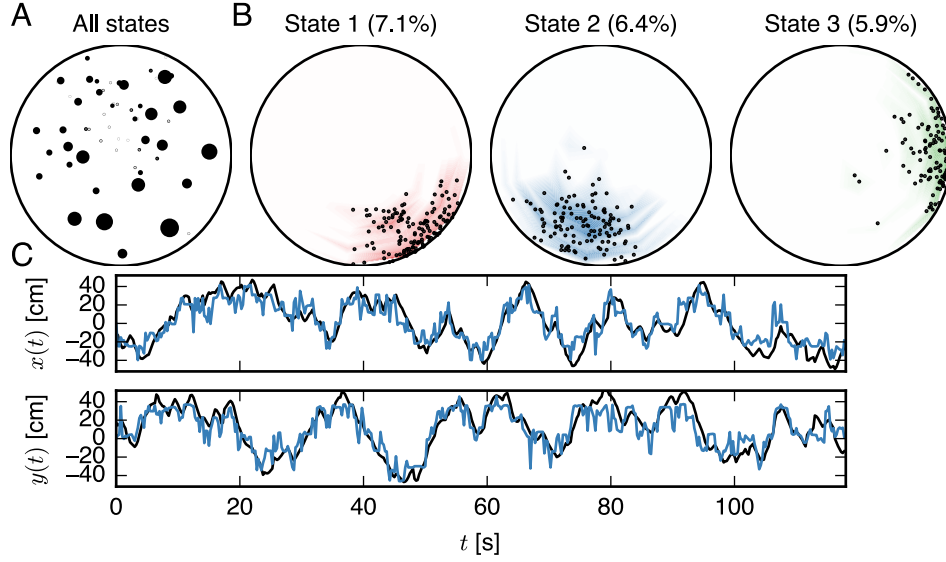 A All states B State 1 (7.1%) State 2 (6.4%) State 3 (5.9%)
C
40
20
0
−20
−40
x(t) [cm]
40
20
0
−20
−40
y(t) [cm]
0 20 40 60 80 100
t [s]